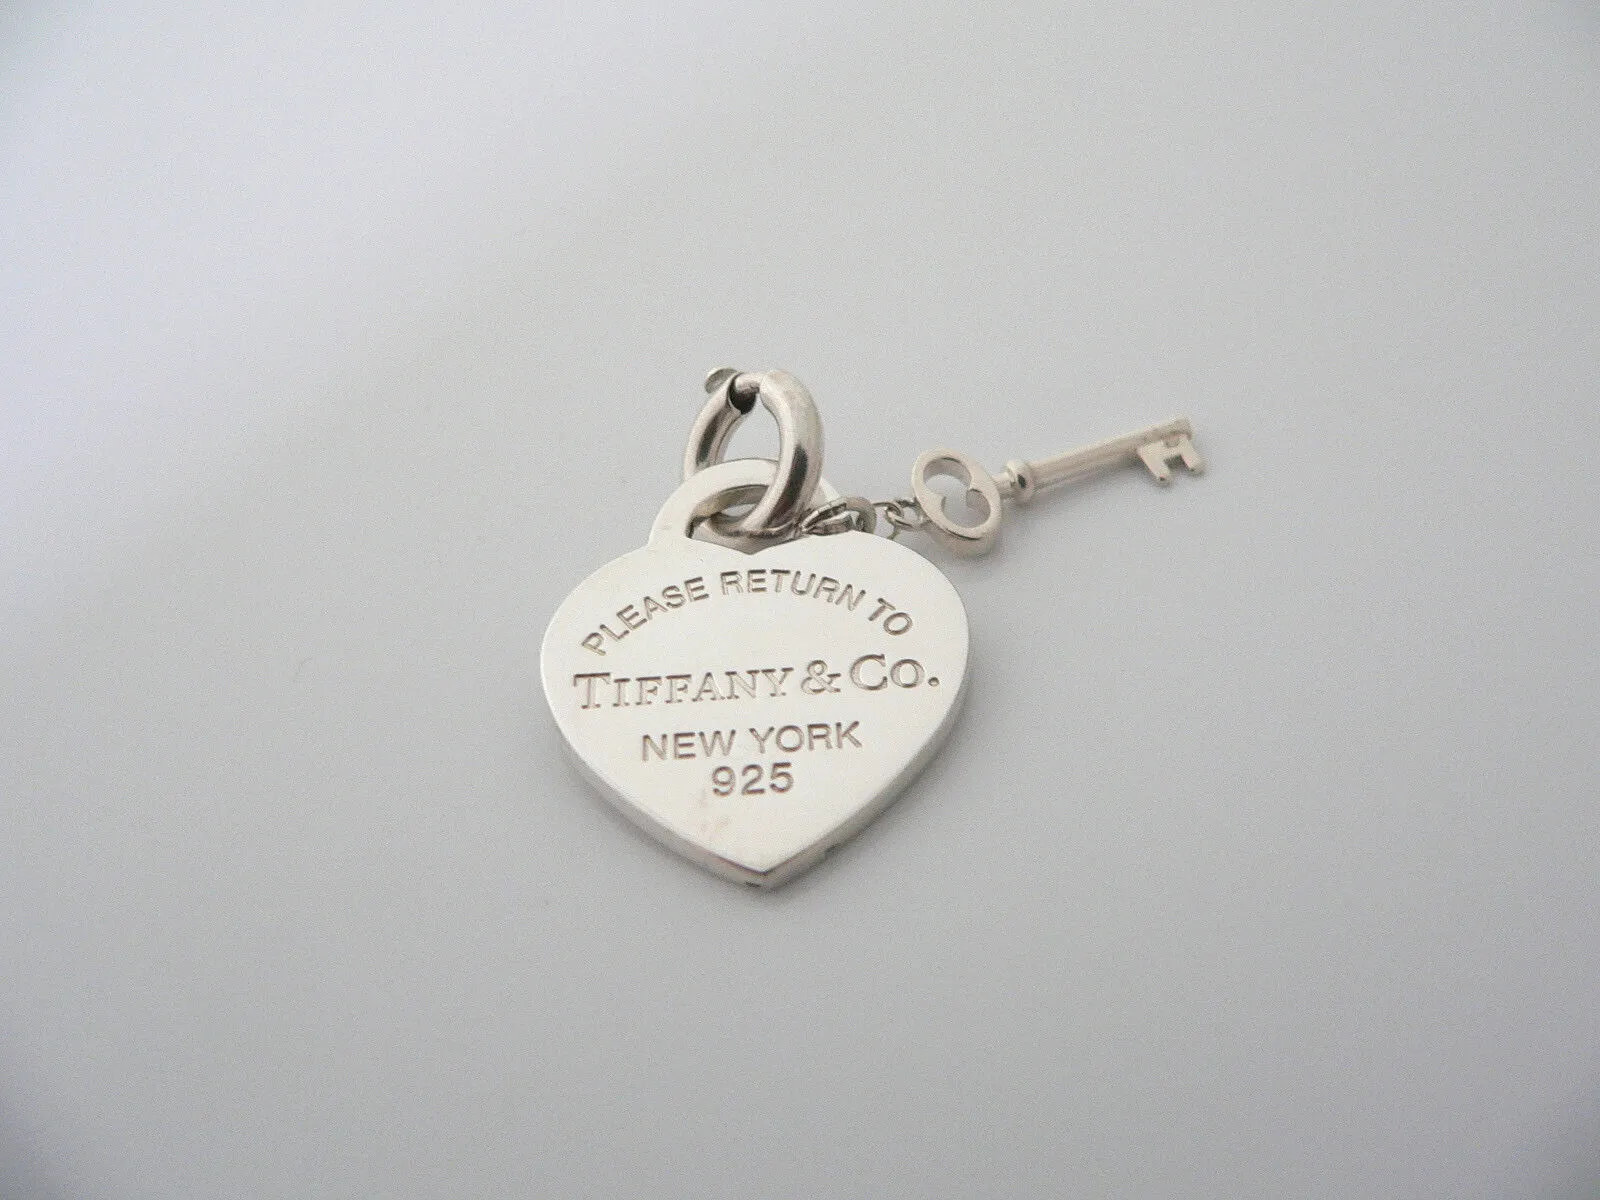 PLEASE RETURN TO
TIFFANY & CO.
NEW YORK
925